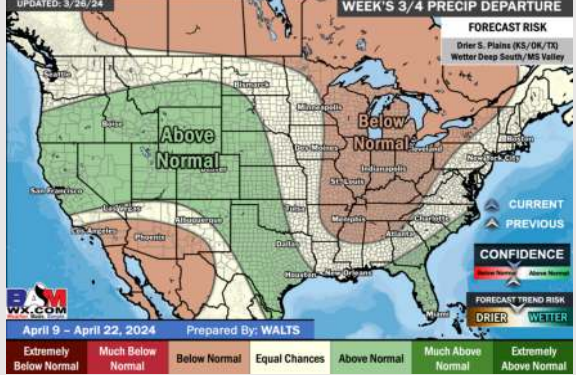 UPDATED: 3/26/24
WEEK'S 3/4 PRECIP DEPARTURE
FORECAST RISK
Drier S. Plains (KS/OK/TX)
Wetter Deep South/MS Valley
Seattle
Bismarck
Minneapolis
Boise
Above
Normal
Below
Normal
Boston
Cleveland
New York City
Des Moines
Denver
Indianapolis
San Francisco
St. Louis
Las Vegas
Tulsa
Memphis
Charlotte
Albuquerque
Los Angeles
Phoenix
Atlanta
Dallas
Houston
New Orleans
Miami
CURRENT
PREVIOUS
CONFIDENCE
Below Normal
Above Normal
FORECAST TREND RISK
DRIER
WETTER
BAM
WX.COM
April 9 – April 22, 2024
Prepared By: WALTS
Extremely
Below Normal
Much Below
Normal
Below Normal
Equal Chances
Above Normal
Much Above
Normal
Extremely
Above Normal